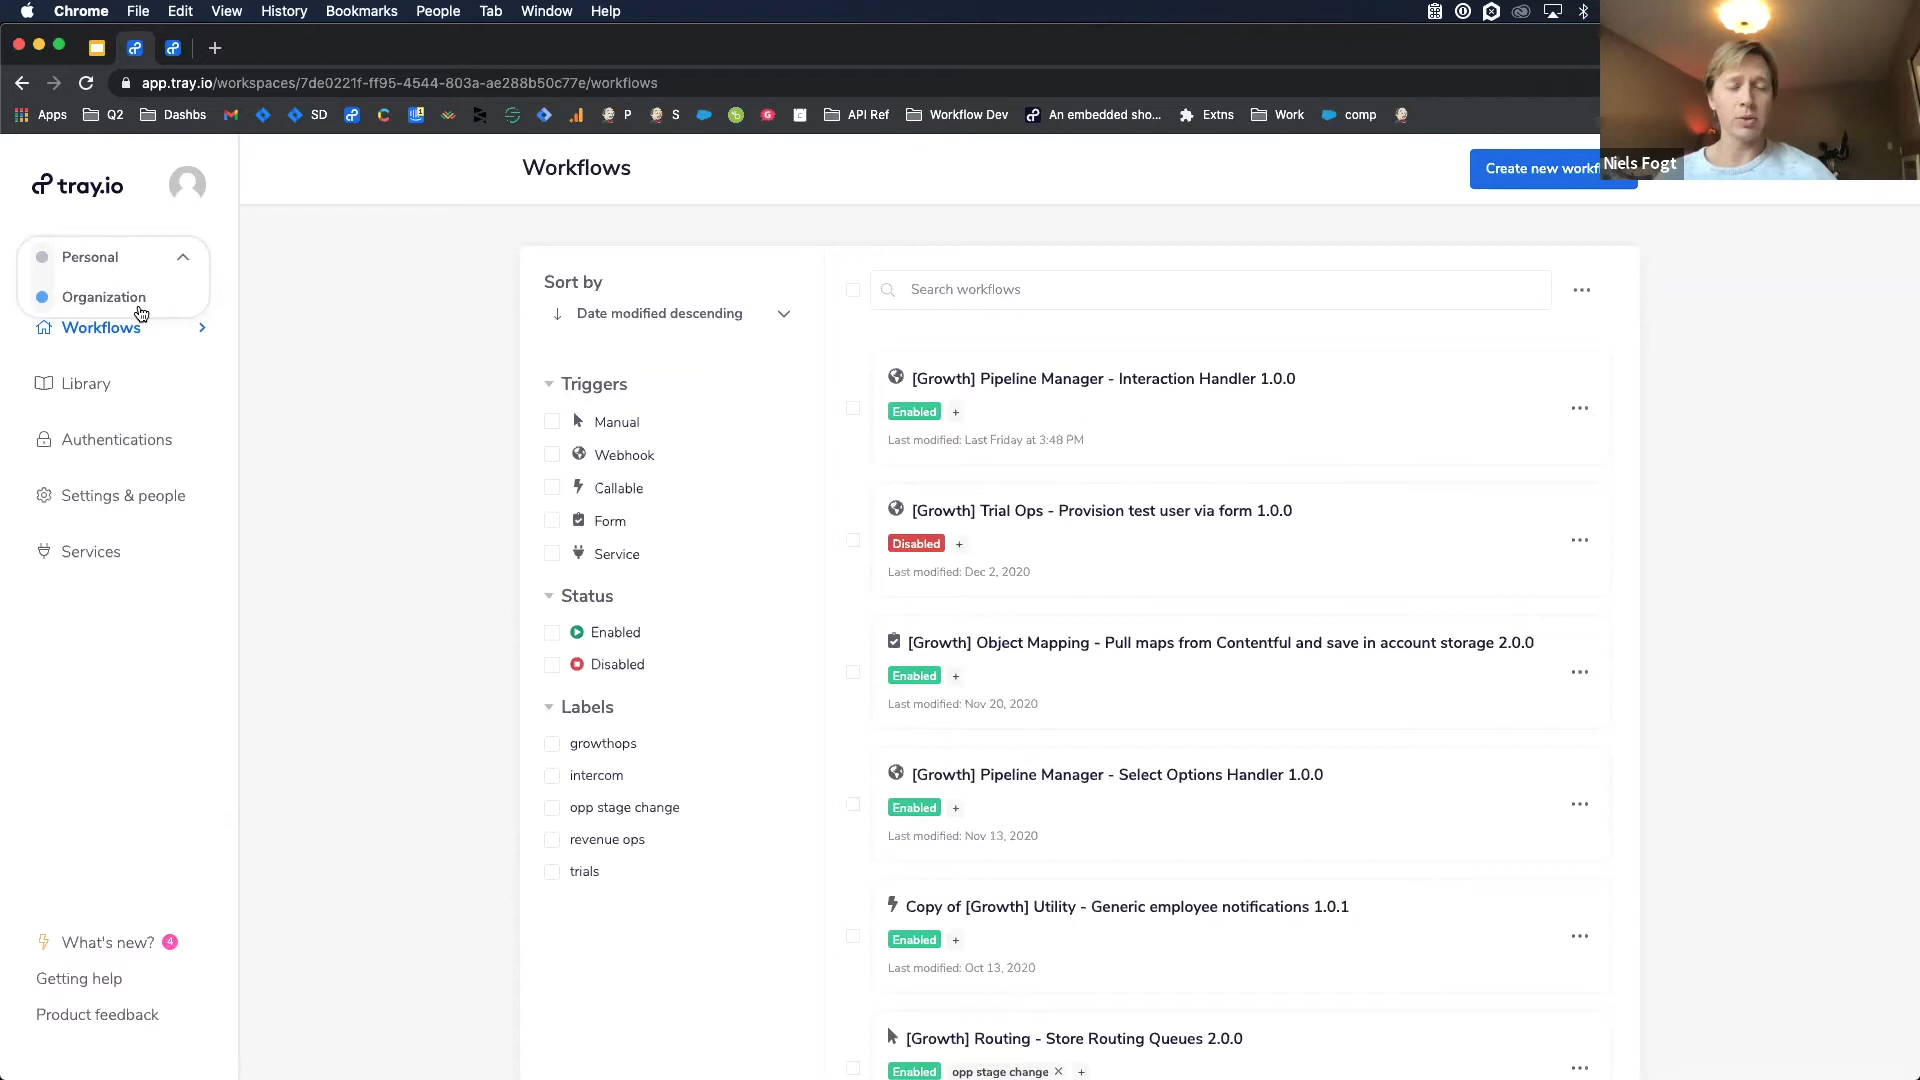 Chrome File Edit View History Bookmarks People Tab Window Help
app.tray.io/workspaces/7de0221f-ff95-4544-803a-ae288b50c77e/workflows
Apps Q2 Dashbs SD P S API Ref Workflow Dev An embedded sho... Extns Work comp
Niels Fogt
tray.io
Personal
Organization
Workflows
Library
Authentications
Settings & people
Services
What's new? 4
Getting help
Product feedback
Workflows
Create new workf
Sort by
Date modified descending
Triggers
Manual
Webhook
Callable
Form
Service
Status
Enabled
Disabled
Labels
growthops
intercom
opp stage change
revenue ops
trials
Search workflows
[Growth] Pipeline Manager - Interaction Handler 1.0.0
Enabled +
Last modified: Last Friday at 3:48 PM
[Growth] Trial Ops - Provision test user via form 1.0.0
Disabled +
Last modified: Dec 2, 2020
[Growth] Object Mapping - Pull maps from Contentful and save in account storage 2.0.0
Enabled +
Last modified: Nov 20, 2020
[Growth] Pipeline Manager - Select Options Handler 1.0.0
Enabled +
Last modified: Nov 13, 2020
Copy of [Growth] Utility - Generic employee notifications 1.0.1
Enabled +
Last modified: Oct 13, 2020
[Growth] Routing - Store Routing Queues 2.0.0
Enabled opp stage change × +